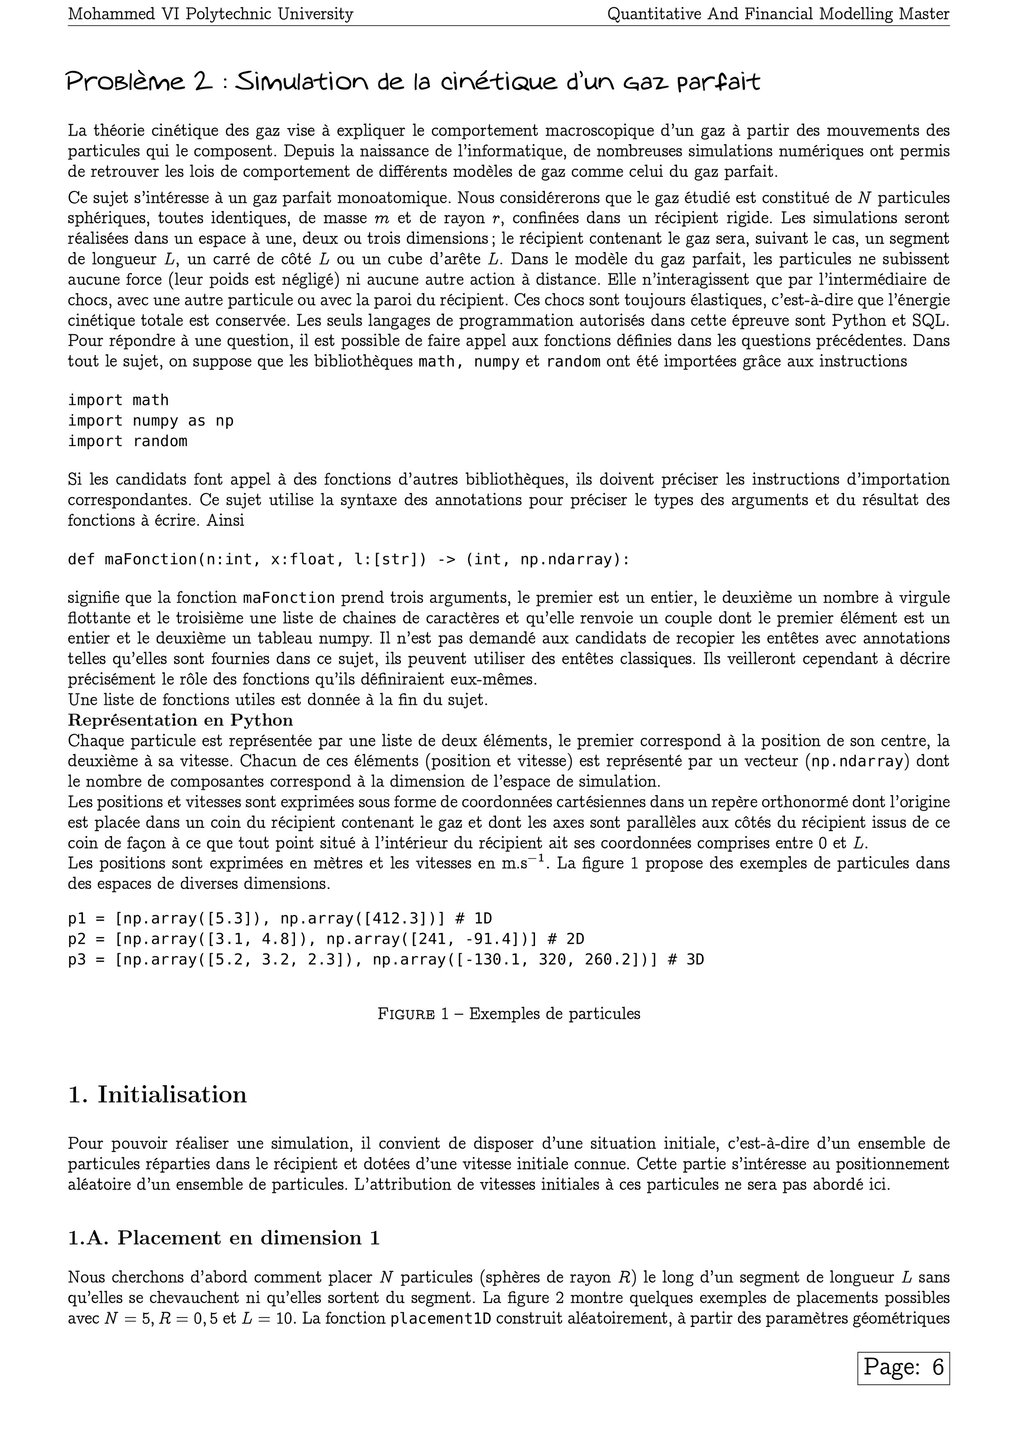 Mohammed VI Polytechnic University
Quantitative And Financial Modelling Master
Problème 2 : Simulation de la cinétique d'un gaz parfait
La théorie cinétique des gaz vise à expliquer le comportement macroscopique d'un gaz à partir des mouvements des
particules qui le composent. Depuis la naissance de l'informatique, de nombreuses simulations numériques ont permis
de retrouver les lois de comportement de différents modèles de gaz comme celui du gaz parfait.
Ce sujet s'intéresse à un gaz parfait monoatomique. Nous considérerons que le gaz étudié est constitué de N particules
sphériques, toutes identiques, de masse m et de rayon r, confinées dans un récipient rigide. Les simulations seront
réalisées dans un espace à une, deux ou trois dimensions ; le récipient contenant le gaz sera, suivant le cas, un segment
de longueur L, un carré de côté L ou un cube d'arête L. Dans le modèle du gaz parfait, les particules ne subissent
aucune force (leur poids est négligé) ni aucune autre action à distance. Elle n'interagissent que par l'intermédiaire de
chocs, avec une autre particule ou avec la paroi du récipient. Ces chocs sont toujours élastiques, c'est-à-dire que l'énergie
cinétique totale est conservée. Les seuls langages de programmation autorisés dans cette épreuve sont Python et SQL.
Pour répondre à une question, il est possible de faire appel aux fonctions définies dans les questions précédentes. Dans
tout le sujet, on suppose que les bibliothèques math, numpy et random ont été importées grâce aux instructions
import math
import numpy as np
import random
Si les candidats font appel à des fonctions d'autres bibliothèques, ils doivent préciser les instructions d'importation
correspondantes. Ce sujet utilise la syntaxe des annotations pour préciser le types des arguments et du résultat des
fonctions à écrire. Ainsi
def maFonction(n:int, x:float, l:[str]) -> (int, np.ndarray):
signifie que la fonction maFonction prend trois arguments, le premier est un entier, le deuxième un nombre à virgule
flottante et le troisième une liste de chaines de caractères et qu'elle renvoie un couple dont le premier élément est un
entier et le deuxième un tableau numpy. Il n'est pas demandé aux candidats de recopier les entêtes avec annotations
telles qu'elles sont fournies dans ce sujet, ils peuvent utiliser des entêtes classiques. Ils veilleront cependant à décrire
précisément le rôle des fonctions qu'ils définiraient eux-mêmes.
Une liste de fonctions utiles est donnée à la fin du sujet.
Représentation en Python
Chaque particule est représentée par une liste de deux éléments, le premier correspond à la position de son centre, la
deuxième à sa vitesse. Chacun de ces éléments (position et vitesse) est représenté par un vecteur (np.ndarray) dont
le nombre de composantes correspond à la dimension de l'espace de simulation.
Les positions et vitesses sont exprimées sous forme de coordonnées cartésiennes dans un repère orthonormé dont l'origine
est placée dans un coin du récipient contenant le gaz et dont les axes sont parallèles aux côtés du récipient issus de ce
coin de façon à ce que tout point situé à l'intérieur du récipient ait ses coordonnées comprises entre 0 et L.
Les positions sont exprimées en mètres et les vitesses en m.s⁻¹. La figure 1 propose des exemples de particules dans
des espaces de diverses dimensions.
p1 = [np.array([5.3]), np.array([412.3])] # 1D
p2 = [np.array([3.1, 4.8]), np.array([241, -91.4])] # 2D
p3 = [np.array([5.2, 3.2, 2.3]), np.array([-130.1, 320, 260.2])] # 3D
FIGURE 1 – Exemples de particules
1. Initialisation
Pour pouvoir réaliser une simulation, il convient de disposer d'une situation initiale, c'est-à-dire d'un ensemble de
particules réparties dans le récipient et dotées d'une vitesse initiale connue. Cette partie s'intéresse au positionnement
aléatoire d'un ensemble de particules. L'attribution de vitesses initiales à ces particules ne sera pas abordé ici.
1.A. Placement en dimension 1
Nous cherchons d'abord comment placer N particules (sphères de rayon R) le long d'un segment de longueur L sans
qu'elles se chevauchent ni qu'elles sortent du segment. La figure 2 montre quelques exemples de placements possibles
avec N = 5, R = 0, 5 et L = 10. La fonction placement1D construit aléatoirement, à partir des paramètres géométriques
Page: 6